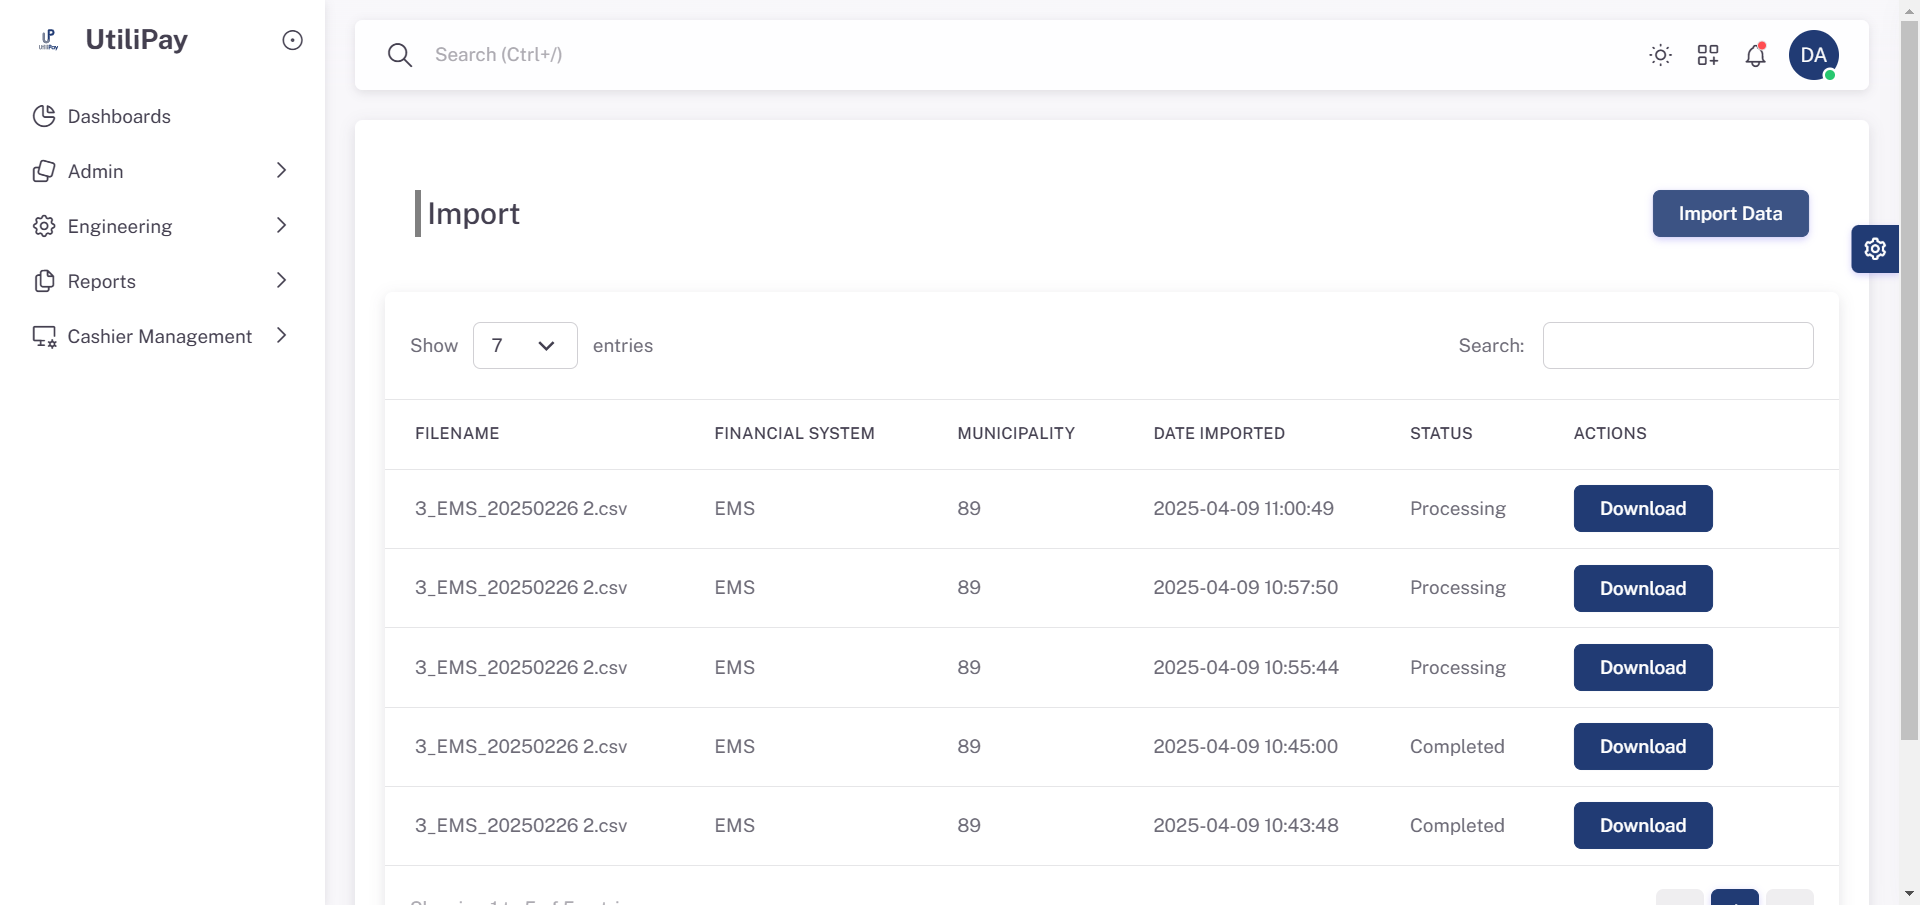 UP
UtiliPay
UtiliPay
Search (Ctrl+/)
DA
Dashboards
Admin
Engineering
Reports
Cashier Management
Import
Import Data
Show 7 entries
Search:
FILENAME FINANCIAL SYSTEM MUNICIPALITY DATE IMPORTED STATUS ACTIONS
3_EMS_20250226 2.csv EMS 89 2025-04-09 11:00:49 Processing Download
3_EMS_20250226 2.csv EMS 89 2025-04-09 10:57:50 Processing Download
3_EMS_20250226 2.csv EMS 89 2025-04-09 10:55:44 Processing Download
3_EMS_20250226 2.csv EMS 89 2025-04-09 10:45:00 Completed Download
3_EMS_20250226 2.csv EMS 89 2025-04-09 10:43:48 Completed Download